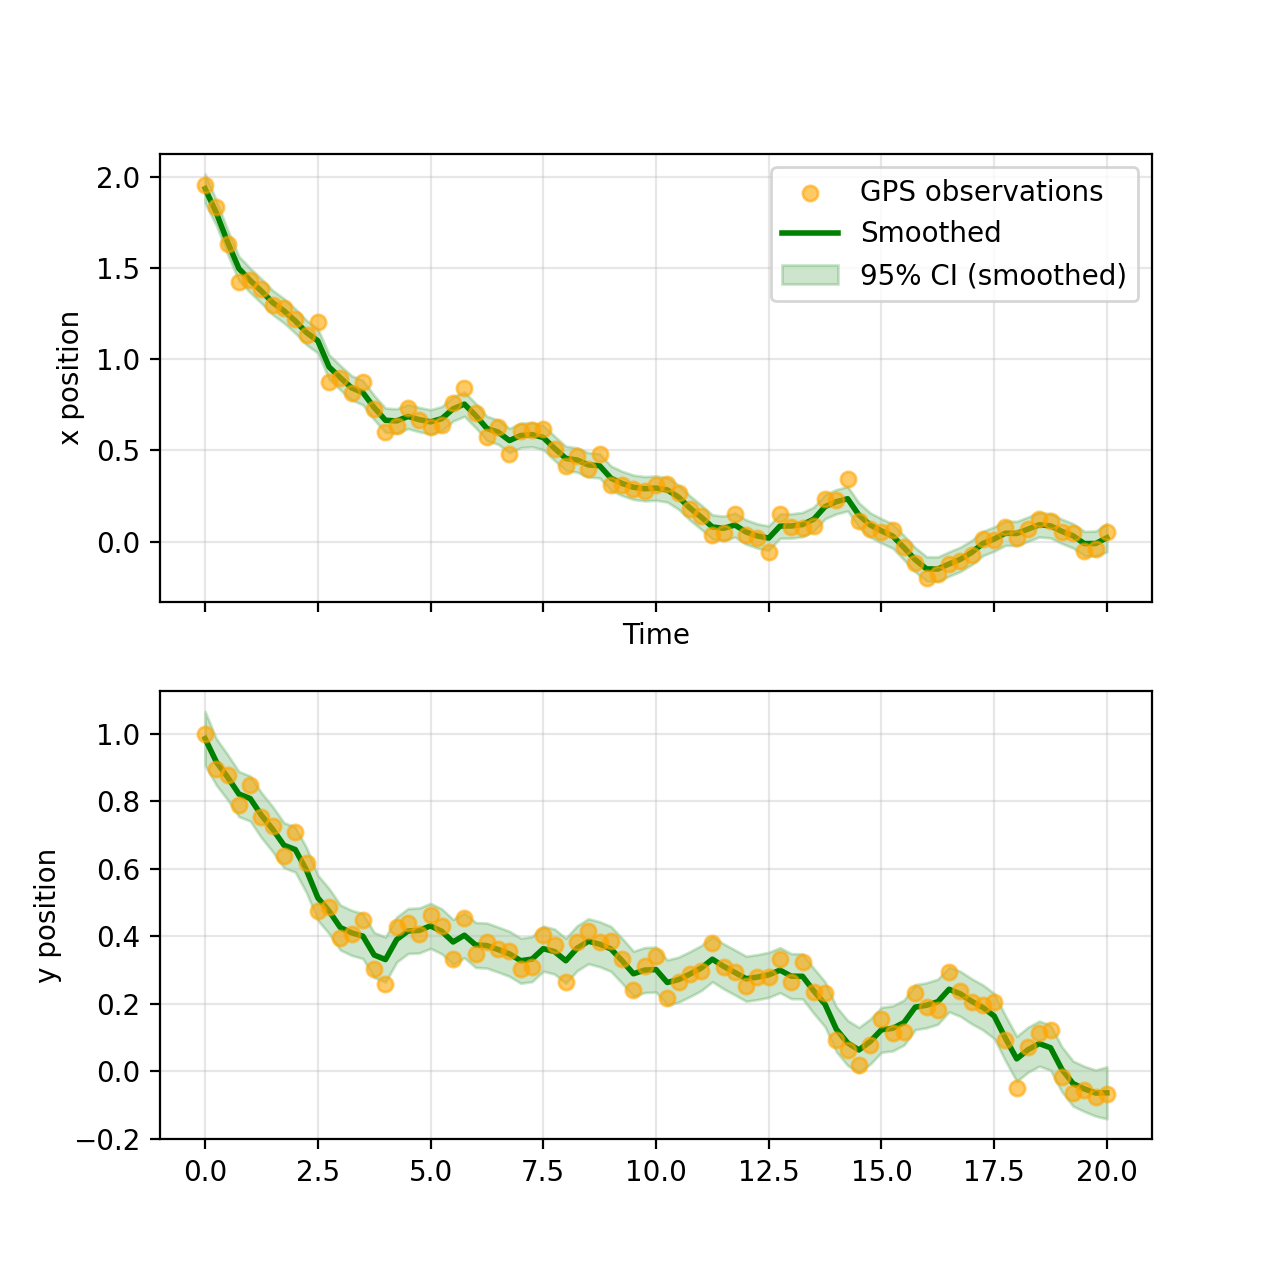 2.0
1.5
1.0
0.5
0.0
x position
GPS observations
Smoothed
95% CI (smoothed)
Time
1.0
0.8
0.6
0.4
0.2
0.0
−0.2
y position
0.0 2.5 5.0 7.5 10.0 12.5 15.0 17.5 20.0